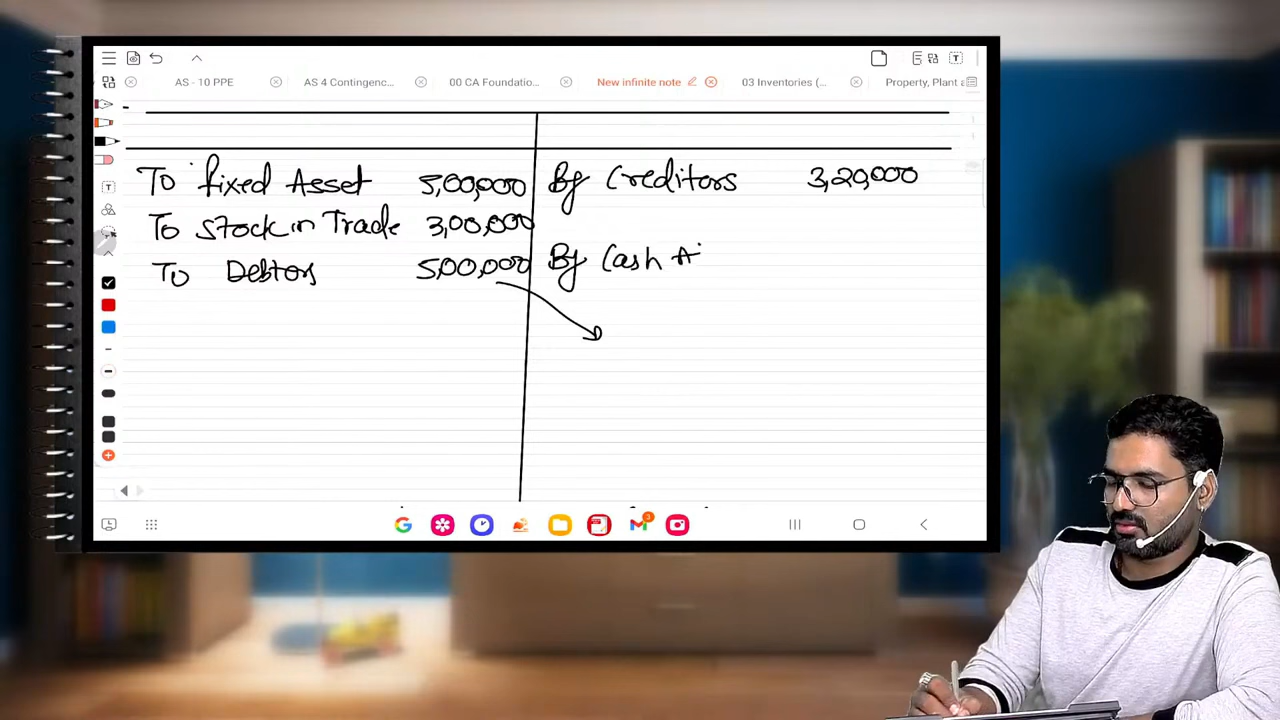 AS - 10 PPE
AS 4 Contingenc...
00 CA Foundatio...
New infinite note
03 Inventories (...
Property, Plant a
To fixed Asset 5,00,000 By Creditors 3,20,000
To Stock in Trade 3,00,000
To Debtors 5,00,000 By Cash A